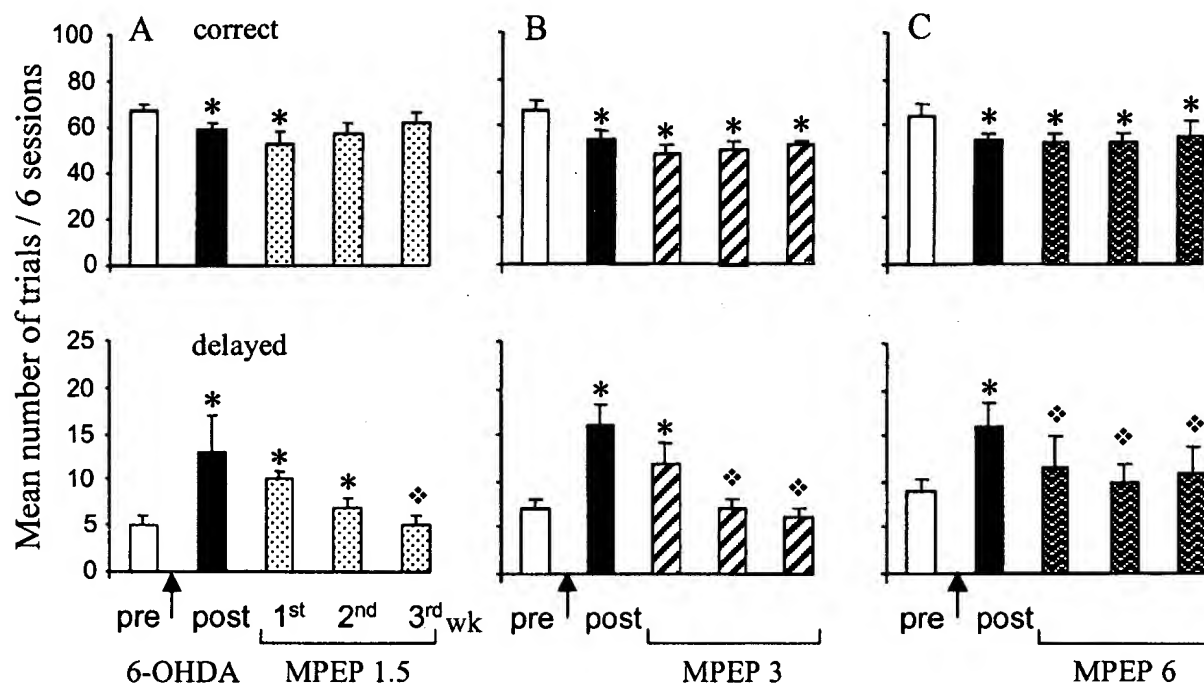 Mean number of trials / 6 sessions
A correct
100
80
60
40
20
0
* *
B
* * * *
C
* * * *
delayed
25
20
15
10
5
0
* * * ❖
* * ❖ ❖
* ❖ ❖ ❖
pre post 1st 2nd 3rd wk
6-OHDA MPEP 1.5
pre post
MPEP 3
pre post
MPEP 6